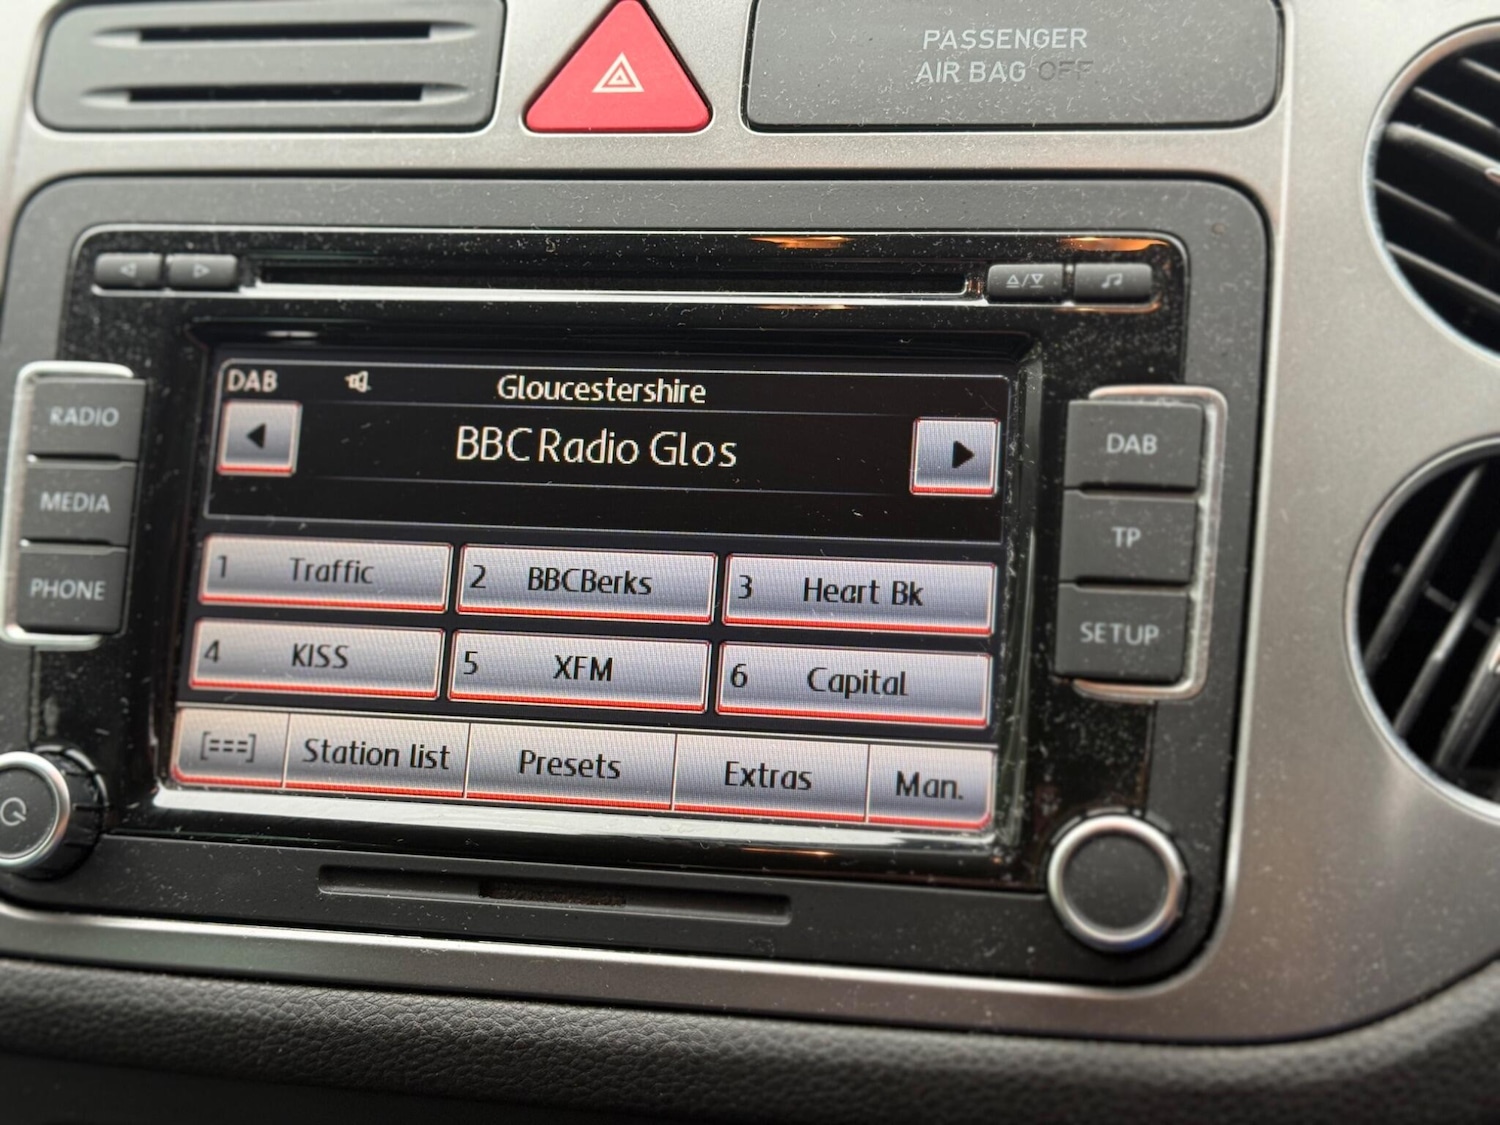 PASSENGER
AIR BAG OFF
DAB
Gloucestershire
BBC Radio Glos
RADIO
MEDIA
PHONE
DAB
TP
SETUP
1 Traffic
2 BBCBerks
3 Heart Bk
4 KISS
5 XFM
6 Capital
Station list
Presets
Extras
Man.